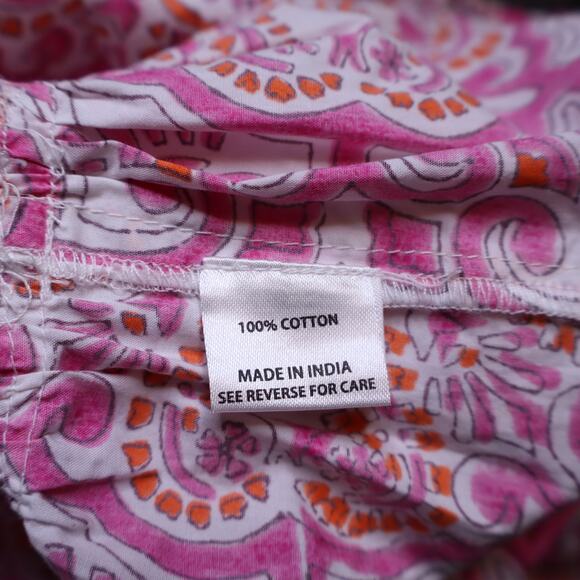 100% COTTON
MADE IN INDIA
SEE REVERSE FOR CARE